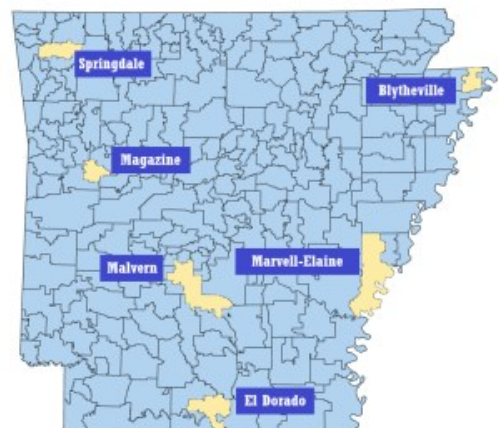 Springdale
Blytheville
Magazine
Marvell-Elaine
Malvern
El Dorado